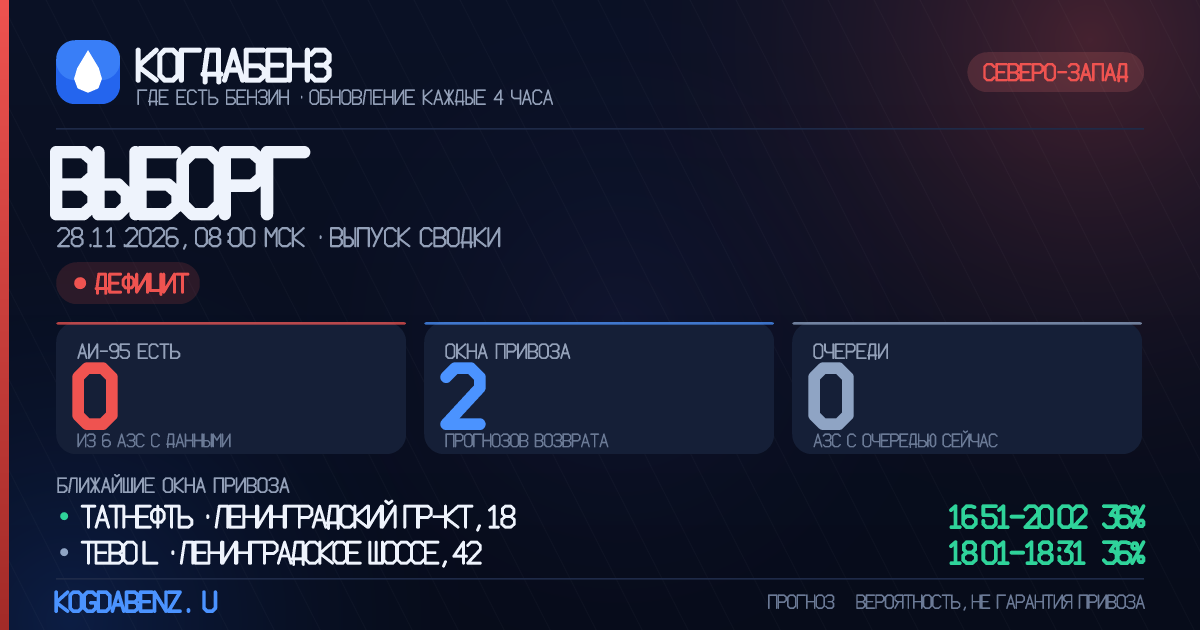 КОГДАБЕНЗ
ГДЕ ЕСТЬ БЕНЗИН · ОБНОВЛЕНИЕ КАЖДЫЕ 4 ЧАСА
СЕВЕРО-ЗАПАД
ВЫБОРГ
28.11.2026, 08:00 МСК · ВЫПУСК СВОДКИ
• ДЕФИЦИТ
АИ-95 ЕСТЬ
0
ИЗ 6 АЗС С ДАННЫМИ
ОКНА ПРИВОЗА
2
ПРОГНОЗОВ ВОЗВРАТА
ОЧЕРЕДИ
0
АЗС С ОЧЕРЕДЬЮ СЕЙЧАС
БЛИЖАЙШИЕ ОКНА ПРИВОЗА
• ТАТНЕФТЬ · ЛЕНИНГРАДСКИЙ ПР-КТ, 18 16:51-20:02 36%
• TEBOIL · ЛЕНИНГРАДСКОЕ ШОССЕ, 42 18:01-18:31 36%
KOGDABENZ. U
ПРОГНОЗ ВЕРОЯТНОСТЬ, НЕ ГАРАНТИЯ ПРИВОЗА